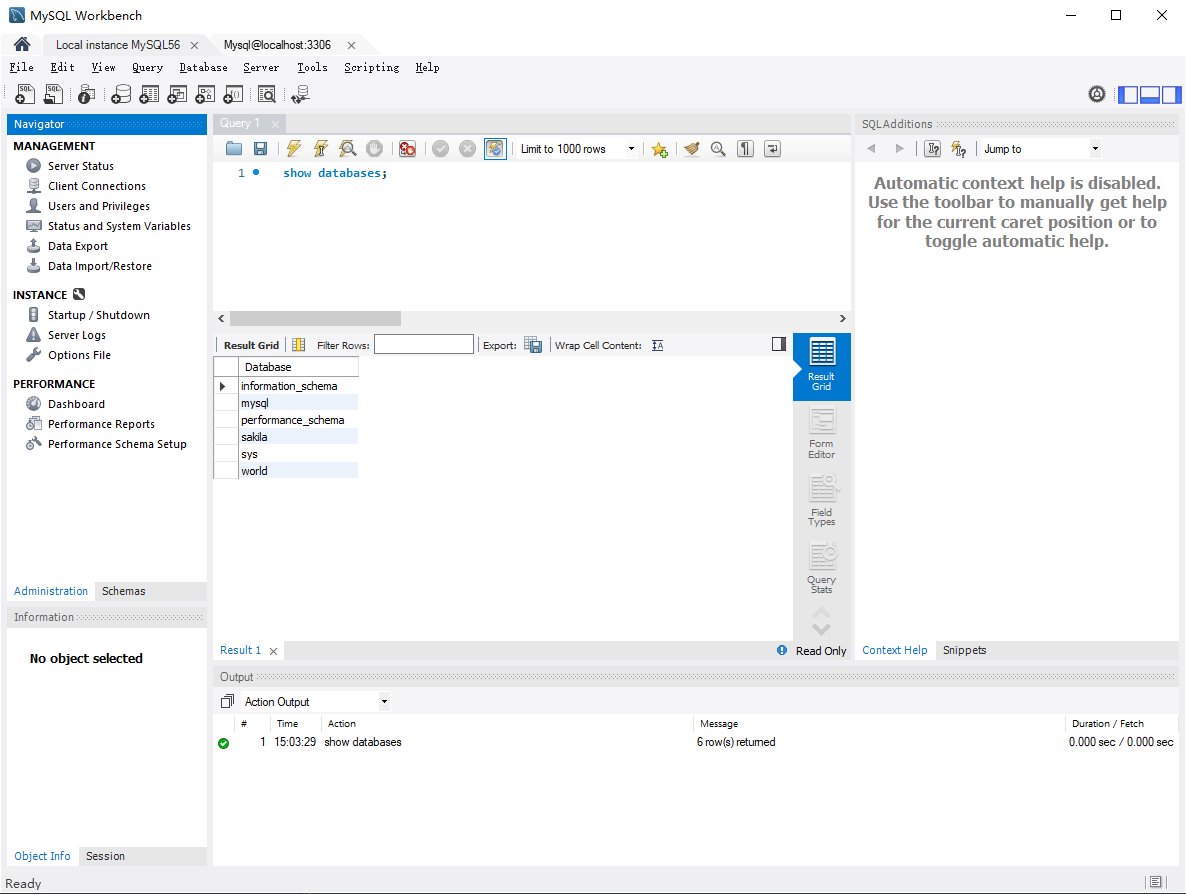 MySQL Workbench
Local instance MySQL56
Mysql@localhost:3306
File Edit View Query Database Server Tools Scripting Help
Navigator
MANAGEMENT
Server Status
Client Connections
Users and Privileges
Status and System Variables
Data Export
Data Import/Restore
INSTANCE
Startup / Shutdown
Server Logs
Options File
PERFORMANCE
Dashboard
Performance Reports
Performance Schema Setup
Administration Schemas
Information
No object selected
Object Info Session
Query 1
Limit to 1000 rows
1 show databases;
Result Grid Filter Rows: Export: Wrap Cell Content:
Database
information_schema
mysql
performance_schema
sakila
sys
world
Result
Grid
Form
Editor
Field
Types
Query
Stats
Result 1 Read Only
SQLAdditions
Jump to
Automatic context help is disabled.
Use the toolbar to manually get help
for the current caret position or to
toggle automatic help.
Context Help Snippets
Output
Action Output
# Time Action Message Duration / Fetch
1 15:03:29 show databases 6 row(s) returned 0.000 sec / 0.000 sec
Ready